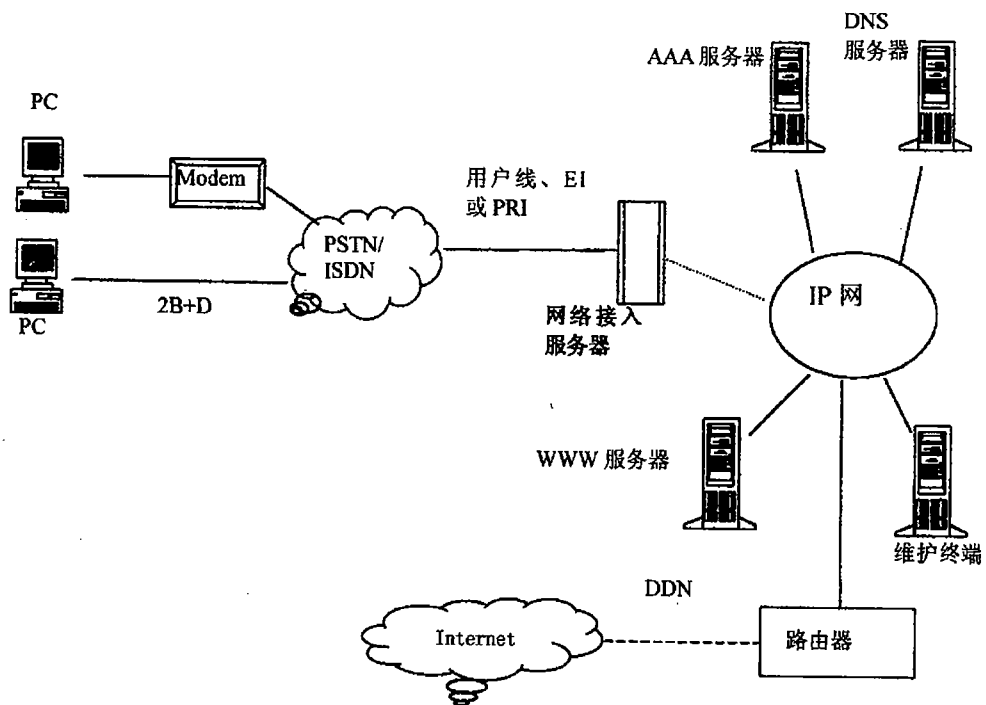 DNS
服务器
AAA 服务器
PC
Modem
用户线、EI
或 PRI
PSTN/
ISDN
2B+D
PC
网络接入
服务器
IP 网
WWW 服务器
维护终端
DDN
Internet
路由器